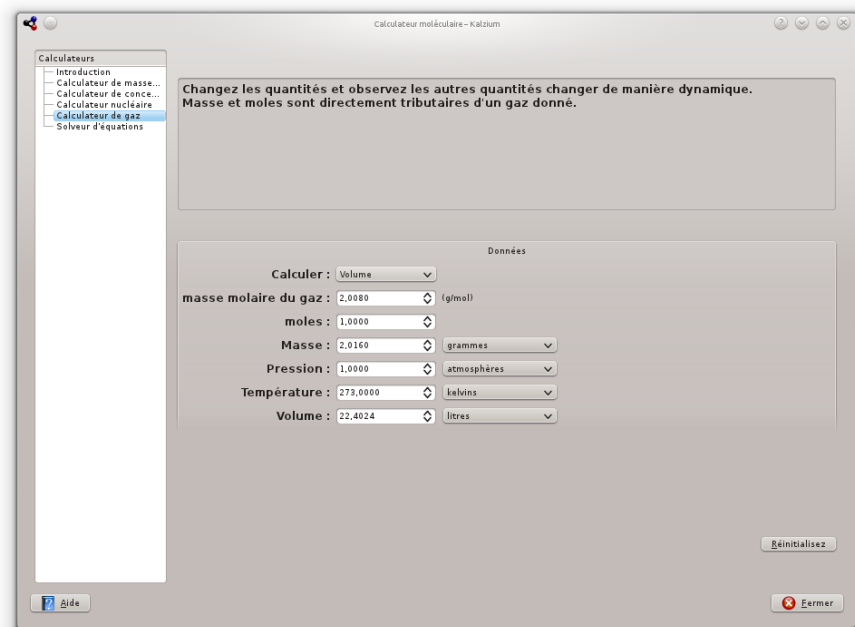 Calculateur moléculaire – Kalzium
Calculateurs
Introduction
Calculateur de masse...
Calculateur de conce...
Calculateur nucléaire
Calculateur de gaz
Solveur d'équations
Changez les quantités et observez les autres quantités changer de manière dynamique.
Masse et moles sont directement tributaires d'un gaz donné.
Données
Calculer : Volume
masse molaire du gaz : 2,0080 (g/mol)
moles : 1,0000
Masse : 2,0160 grammes
Pression : 1,0000 atmosphères
Température : 273,0000 kelvins
Volume : 22,4024 litres
Réinitialisez
Aide
Fermer